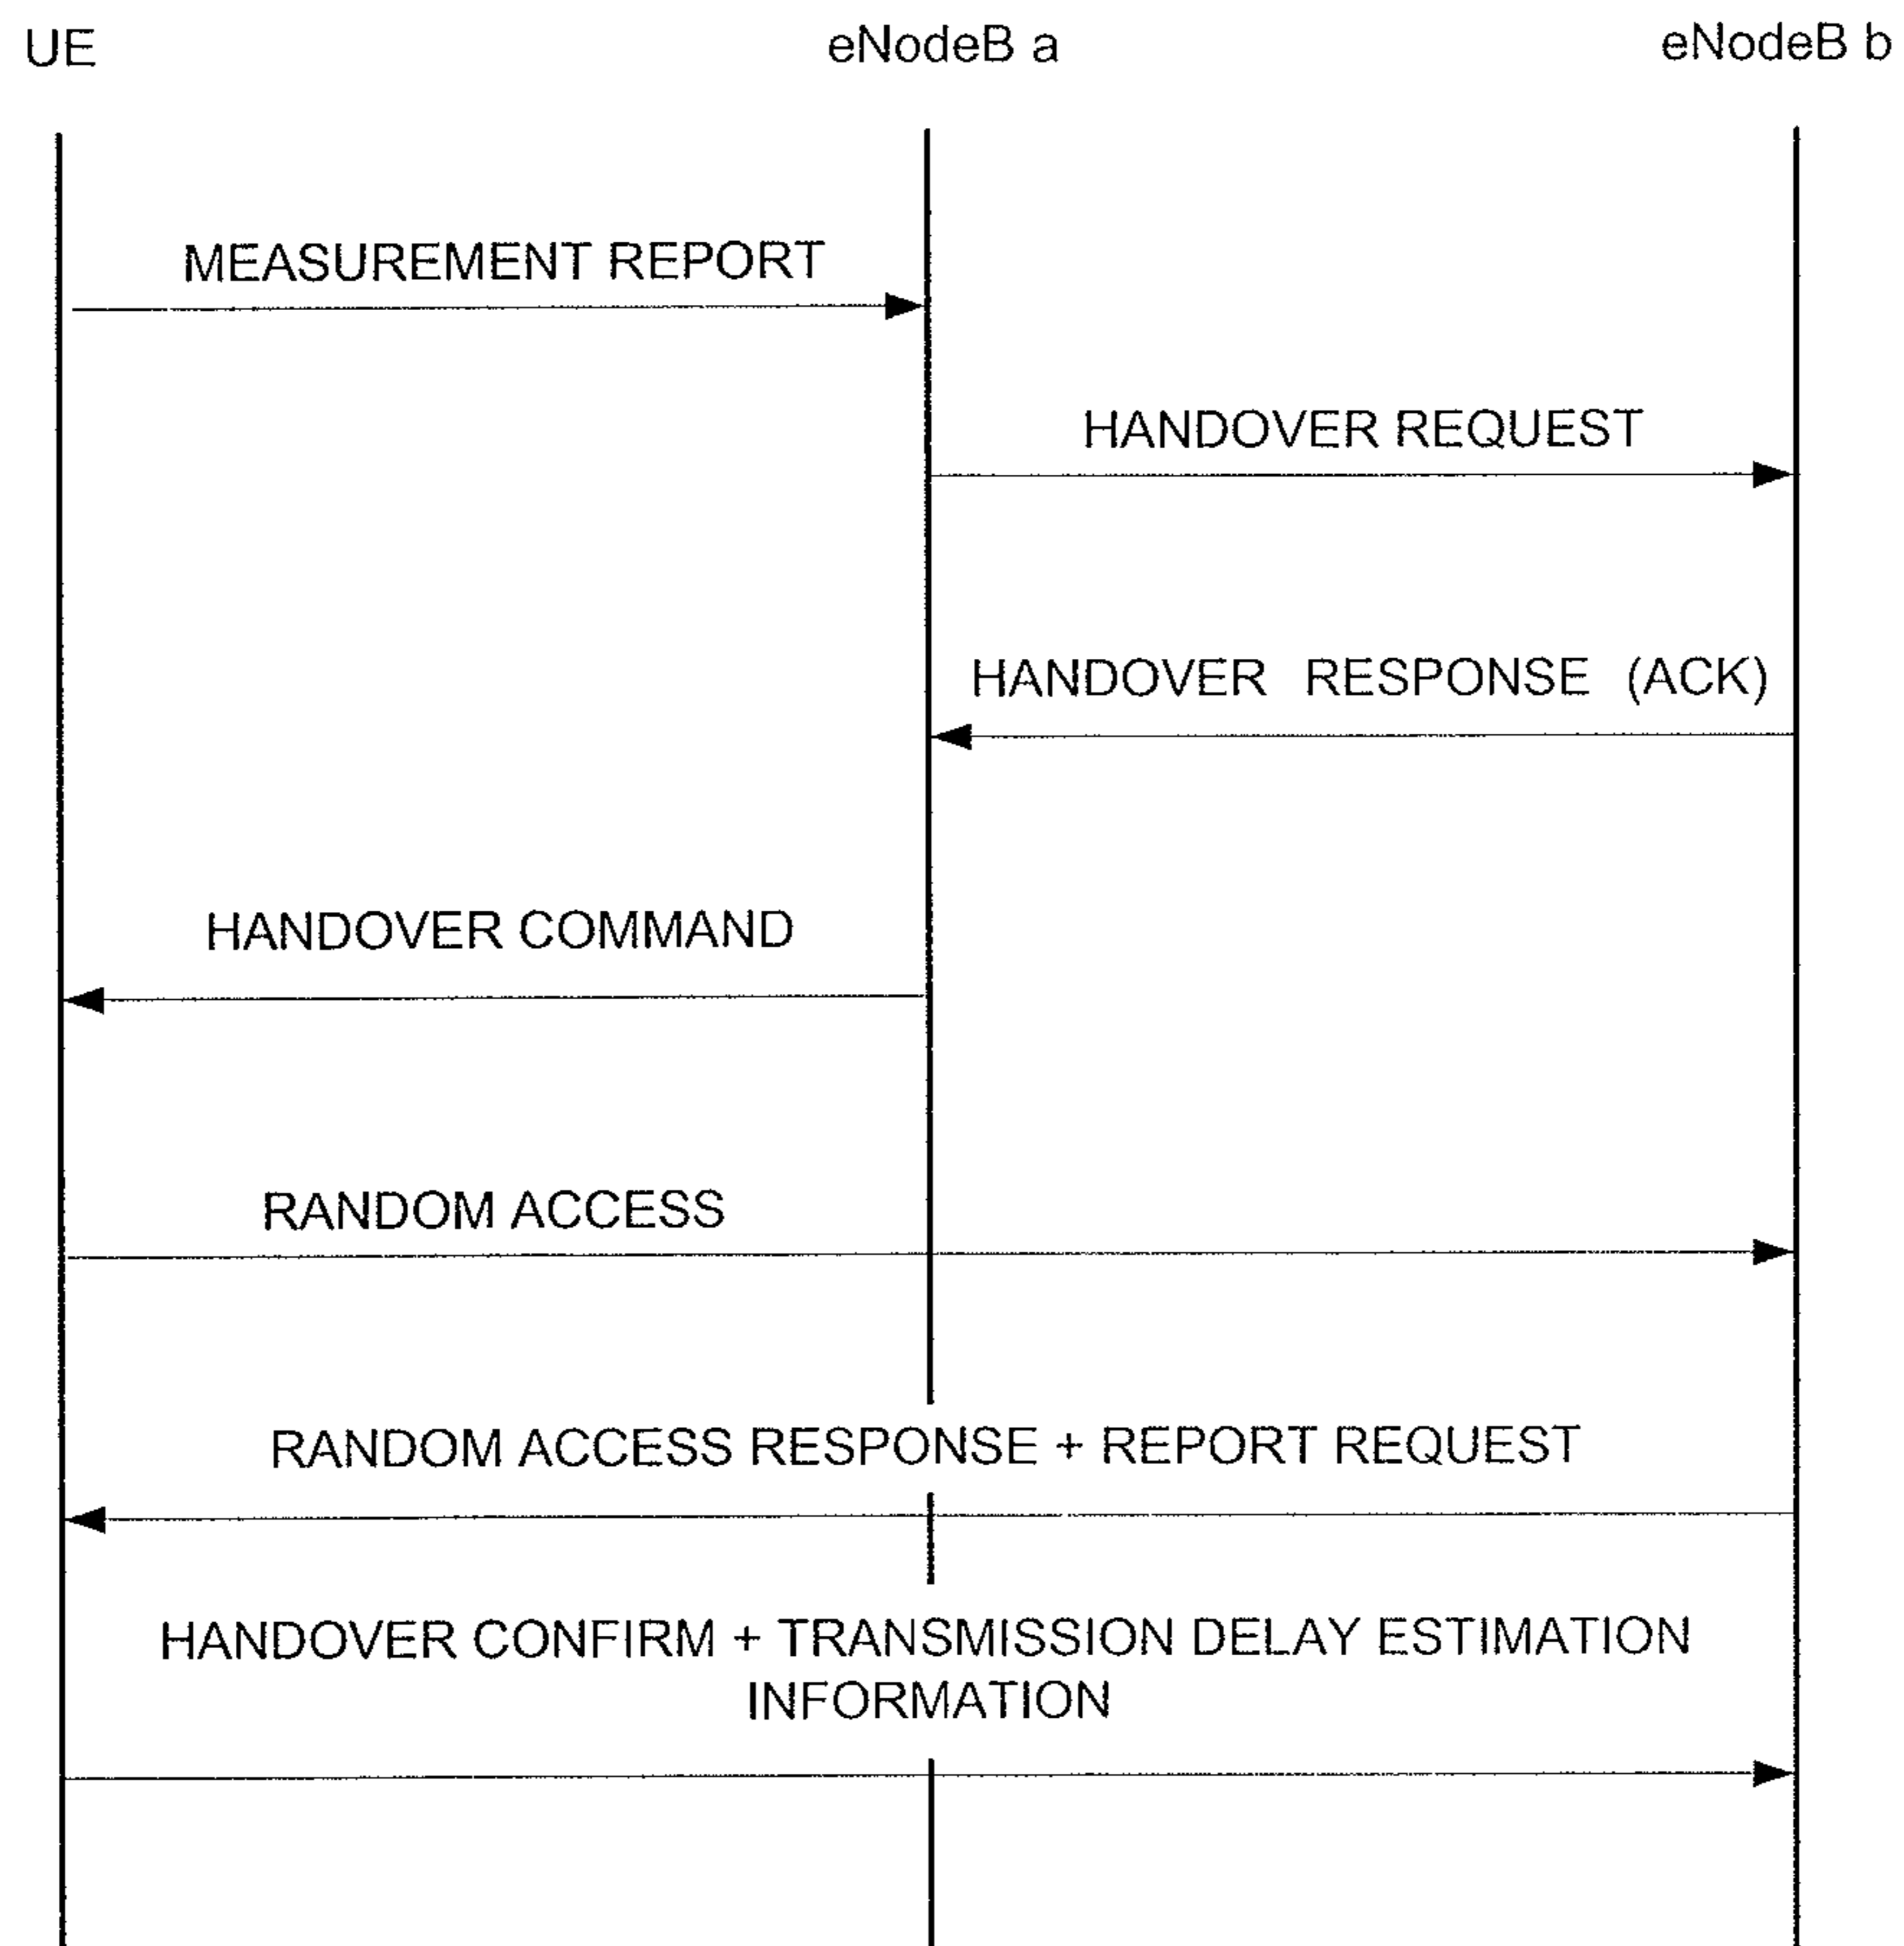 UE eNodeB a eNodeB b
MEASUREMENT REPORT
HANDOVER REQUEST
HANDOVER RESPONSE (ACK)
HANDOVER COMMAND
RANDOM ACCESS
RANDOM ACCESS RESPONSE + REPORT REQUEST
HANDOVER CONFIRM + TRANSMISSION DELAY ESTIMATION
INFORMATION